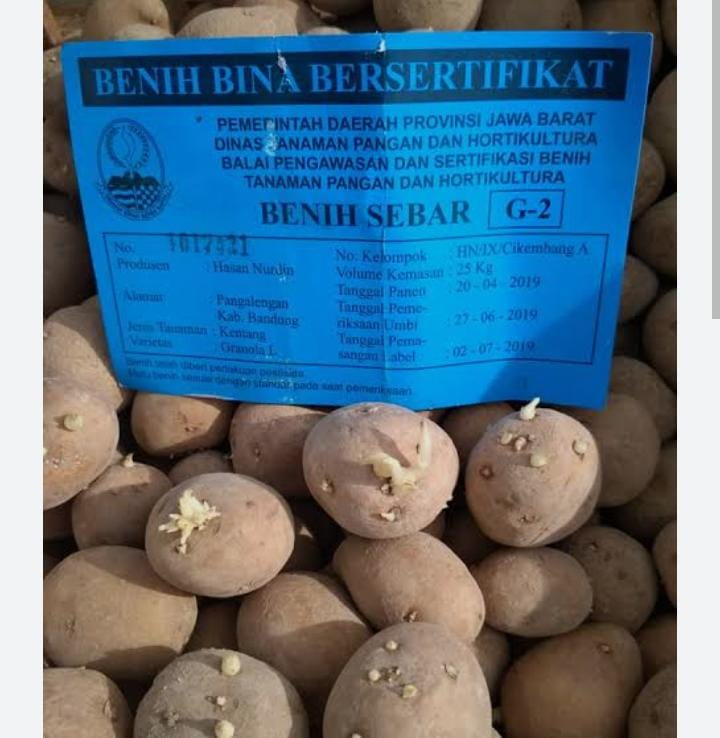 BENIH BINA BERSERTIFIKAT
PEMERINTAH DAERAH PROVINSI JAWA BARAT
DINAS TANAMAN PANGAN DAN HORTIKULTURA
BALAI PENGAWASAN DAN SERTIFIKASI BENIH
TANAMAN PANGAN DAN HORTIKULTURA
BENIH SEBAR G-2
No.
Produsen : Hasan Nurdin
Alamat : Pangalengan
Kab. Bandung
Jenis Tanaman : Kentang
Varietas : Granola L
No. Kelompok : HN/IX/Cikembang A
Volume Kemasan : 25 Kg
Tanggal Panen : 20 - 04 - 2019
Tanggal Peme-
riksaan Umbi : 27 - 06 - 2019
Tanggal Pema-
sangan Label : 02 - 07 - 2019
Benih telah diberi perlakuan pestisida.
Mutu benih sesuai dengan standar pada saat pemeriksaan.